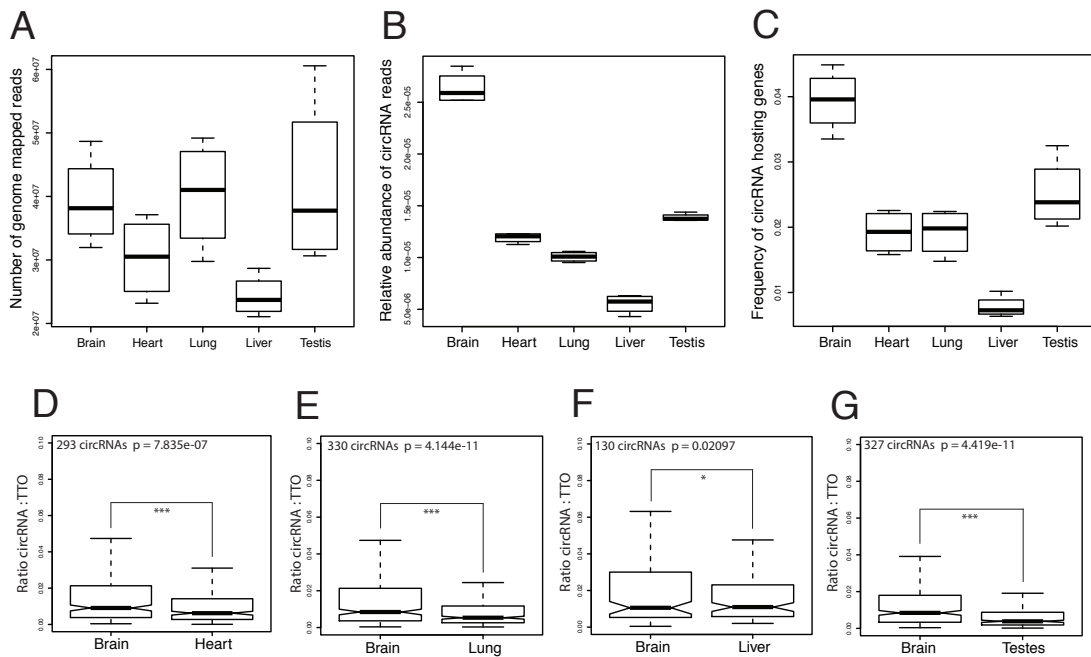 A
Number of genome mapped reads
6e+07
5e+07
4e+07
3e+07
2e+07
Brain Heart Lung Liver Testis
B
Relative abundance of circRNA reads
2.5e-05
2.0e-05
1.5e-05
1.0e-05
5.0e-06
Brain Heart Lung Liver Testis
C
Frequency of circRNA hosting genes
0.04
0.03
0.02
0.01
Brain Heart Lung Liver Testis
D
293 circRNAs p = 7.835e-07
Ratio circRNA : TTO
0.10
0.08
0.06
0.04
0.02
0.00
***
Brain Heart
E
330 circRNAs p = 4.144e-11
Ratio circRNA : TTO
0.10
0.08
0.06
0.04
0.02
0.00
***
Brain Lung
F
130 circRNAs p = 0.02097
Ratio circRNA : TTO
0.10
0.08
0.06
0.04
0.02
0.00
*
Brain Liver
G
327 circRNAs p = 4.419e-11
Ratio circRNA : TTO
0.10
0.08
0.06
0.04
0.02
0.00
***
Brain Testes